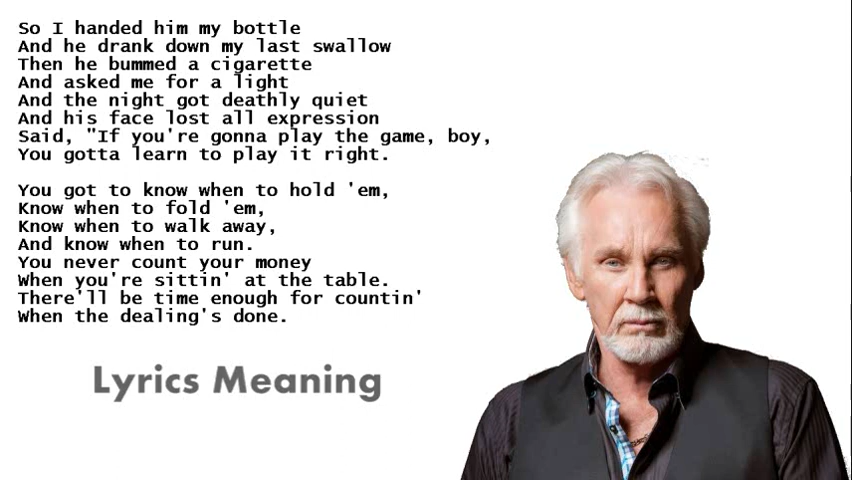 So I handed him my bottle
And he drank down my last swallow
Then he bummed a cigarette
And asked me for a light
And the night got deathly quiet
And his face lost all expression
Said, "If you're gonna play the game, boy,
You gotta learn to play it right.
You got to know when to hold 'em,
Know when to fold 'em,
Know when to walk away,
And know when to run.
You never count your money
When you're sittin' at the table.
There'll be time enough for countin'
When the dealing's done.
Lyrics Meaning